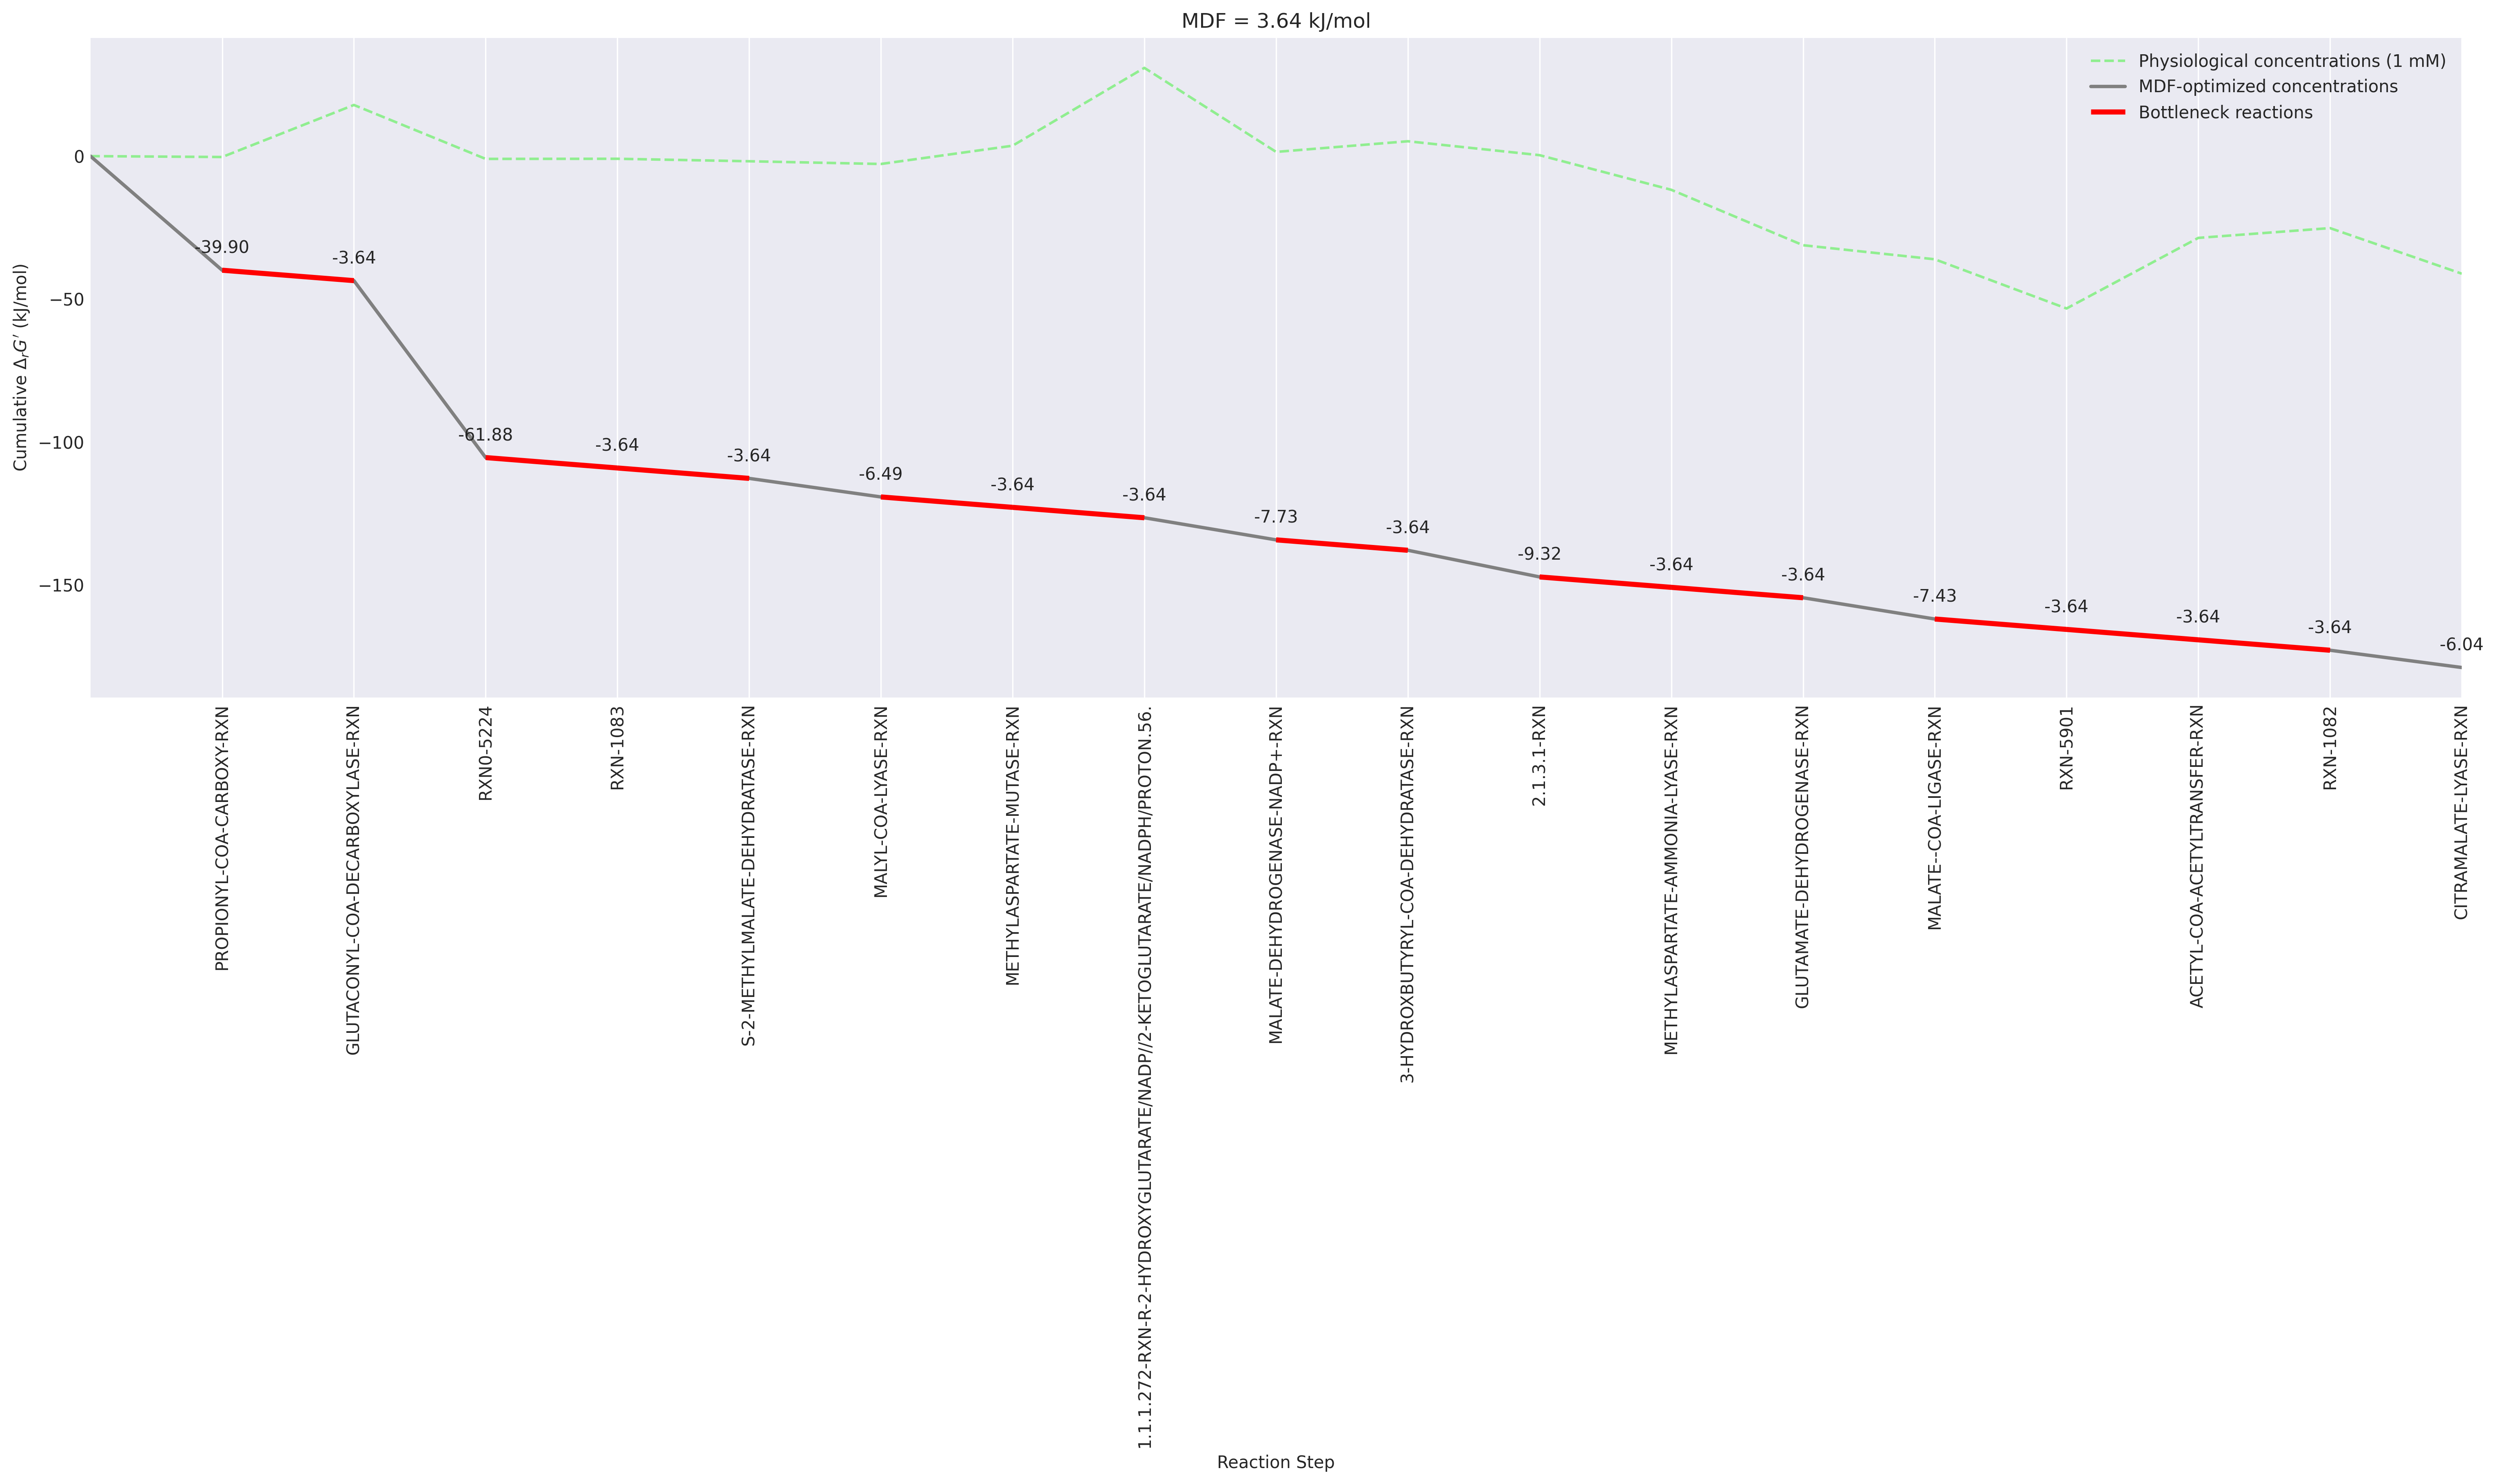 MDF = 3.64 kJ/mol
Physiological concentrations (1 mM)
MDF-optimized concentrations
Bottleneck reactions
Cumulative ΔrG′ (kJ/mol)
0
−50
−100
−150
-39.90
-3.64
-61.88
-3.64
-3.64
-6.49
-3.64
-3.64
-7.73
-3.64
-9.32
-3.64
-3.64
-7.43
-3.64
-3.64
-3.64
-6.04
PROPIONYL-COA-CARBOXY-RXN
GLUTACONYL-COA-DECARBOXYLASE-RXN
RXN0-5224
RXN-1083
S-2-METHYLMALATE-DEHYDRATASE-RXN
MALYL-COA-LYASE-RXN
METHYLASPARTATE-MUTASE-RXN
1.1.1.272-RXN-R-2-HYDROXYGLUTARATE/NADP//2-KETOGLUTARATE/NADPH/PROTON.56.
MALATE-DEHYDROGENASE-NADP+-RXN
3-HYDROXBUTYRYL-COA-DEHYDRATASE-RXN
2.1.3.1-RXN
METHYLASPARTATE-AMMONIA-LYASE-RXN
GLUTAMATE-DEHYDROGENASE-RXN
MALATE--COA-LIGASE-RXN
RXN-5901
ACETYL-COA-ACETYLTRANSFER-RXN
RXN-1082
CITRAMALATE-LYASE-RXN
Reaction Step